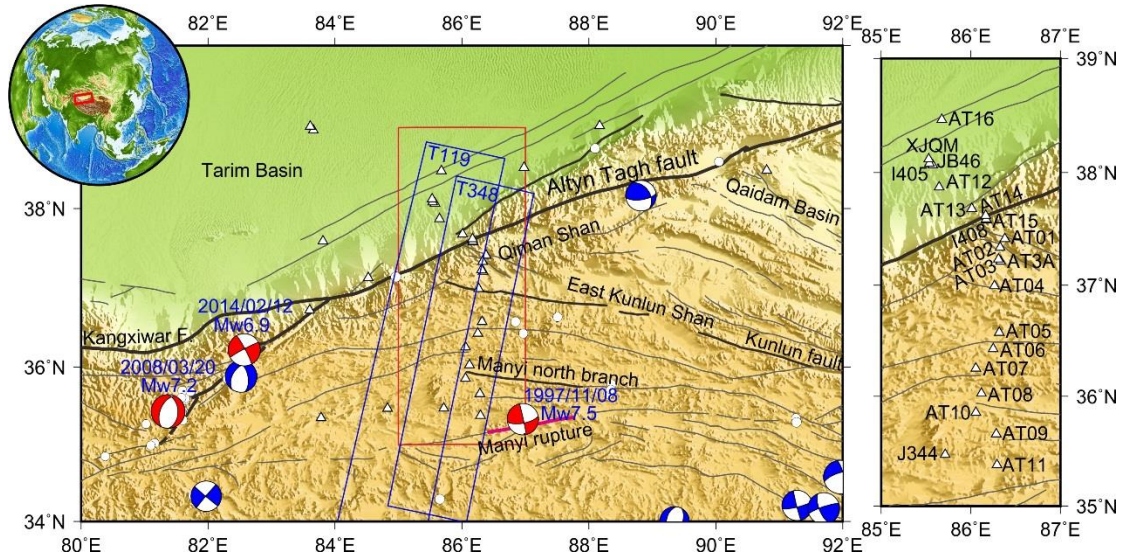 82°E
84°E
86°E
88°E
90°E
85°E
86°E
87°E
39°N
AT16
T119
Altyn Tagh fault
XJQM
JB46
Tarim Basin
T348
I405
38°N
AT12
38°N
Qaidam Basin
AT14
AT13
AT15
Qiman Shan
I408
AT01
AT02
AT3A
AT03
37°N
AT04
2014/02/12
East Kunlun Shan
Mw6.9
Kangxiwar F.
AT05
36°N
Kunlun fault
AT06
36°N
2008/03/20
Manyi north branch
AT07
Mw7.2
1997/11/08
AT08
Mw7.5
AT10
Manyi rupture
AT09
J344
AT11
34°N
35°N
80°E
82°E
84°E
86°E
88°E
90°E
92°E
85°E
86°E
87°E